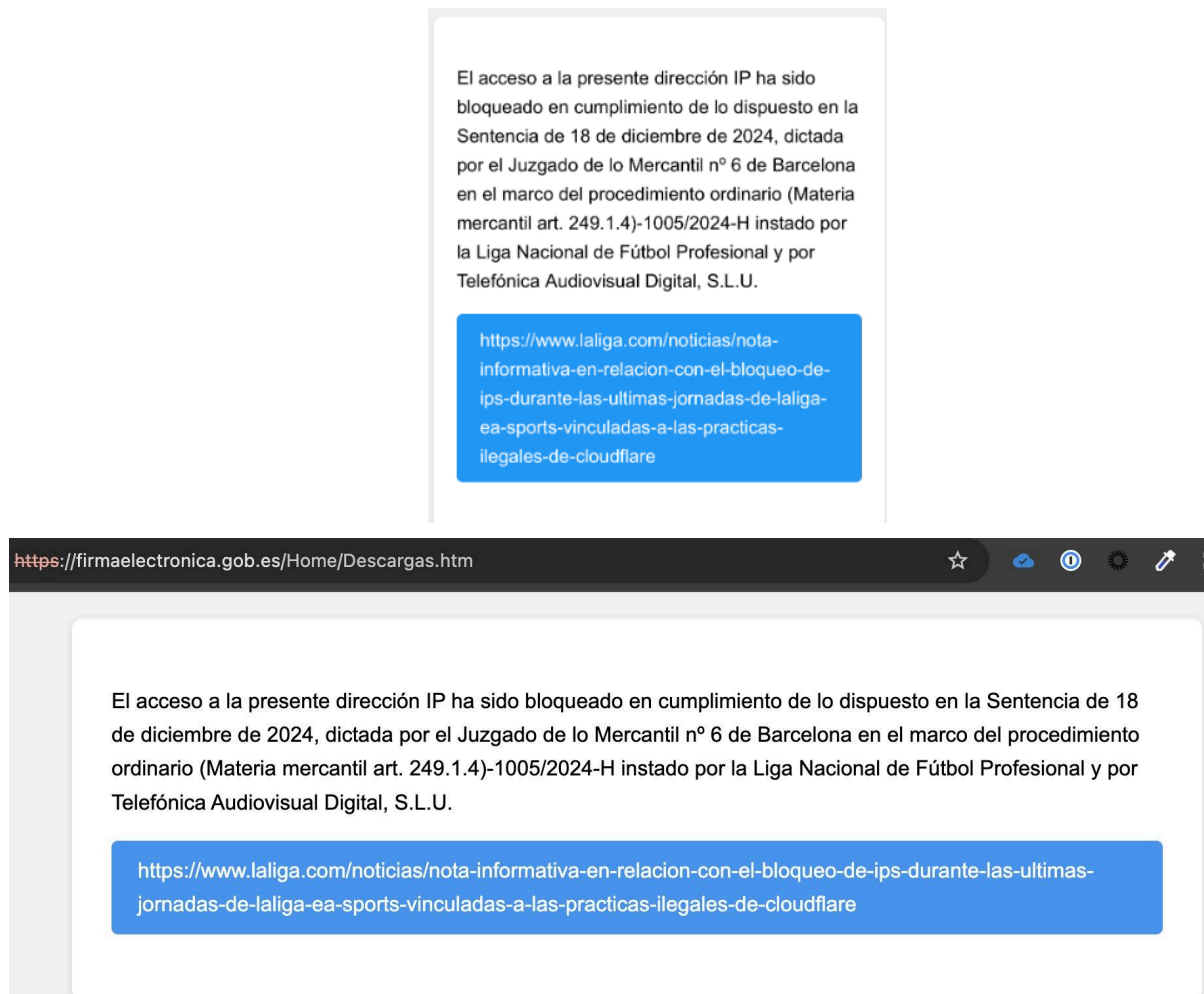 El acceso a la presente dirección IP ha sido
bloqueado en cumplimiento de lo dispuesto en la
Sentencia de 18 de diciembre de 2024, dictada
por el Juzgado de lo Mercantil nº 6 de Barcelona
en el marco del procedimiento ordinario (Materia
mercantil art. 249.1.4)-1005/2024-H instado por
la Liga Nacional de Fútbol Profesional y por
Telefónica Audiovisual Digital, S.L.U.
https://www.laliga.com/noticias/nota-
informativa-en-relacion-con-el-bloqueo-de-
ips-durante-las-ultimas-jornadas-de-laliga-
ea-sports-vinculadas-a-las-practicas-
ilegales-de-cloudflare
https://firmaelectronica.gob.es/Home/Descargas.htm
El acceso a la presente dirección IP ha sido bloqueado en cumplimiento de lo dispuesto en la Sentencia de 18
de diciembre de 2024, dictada por el Juzgado de lo Mercantil nº 6 de Barcelona en el marco del procedimiento
ordinario (Materia mercantil art. 249.1.4)-1005/2024-H instado por la Liga Nacional de Fútbol Profesional y por
Telefónica Audiovisual Digital, S.L.U.
https://www.laliga.com/noticias/nota-informativa-en-relacion-con-el-bloqueo-de-ips-durante-las-ultimas-
jornadas-de-laliga-ea-sports-vinculadas-a-las-practicas-ilegales-de-cloudflare